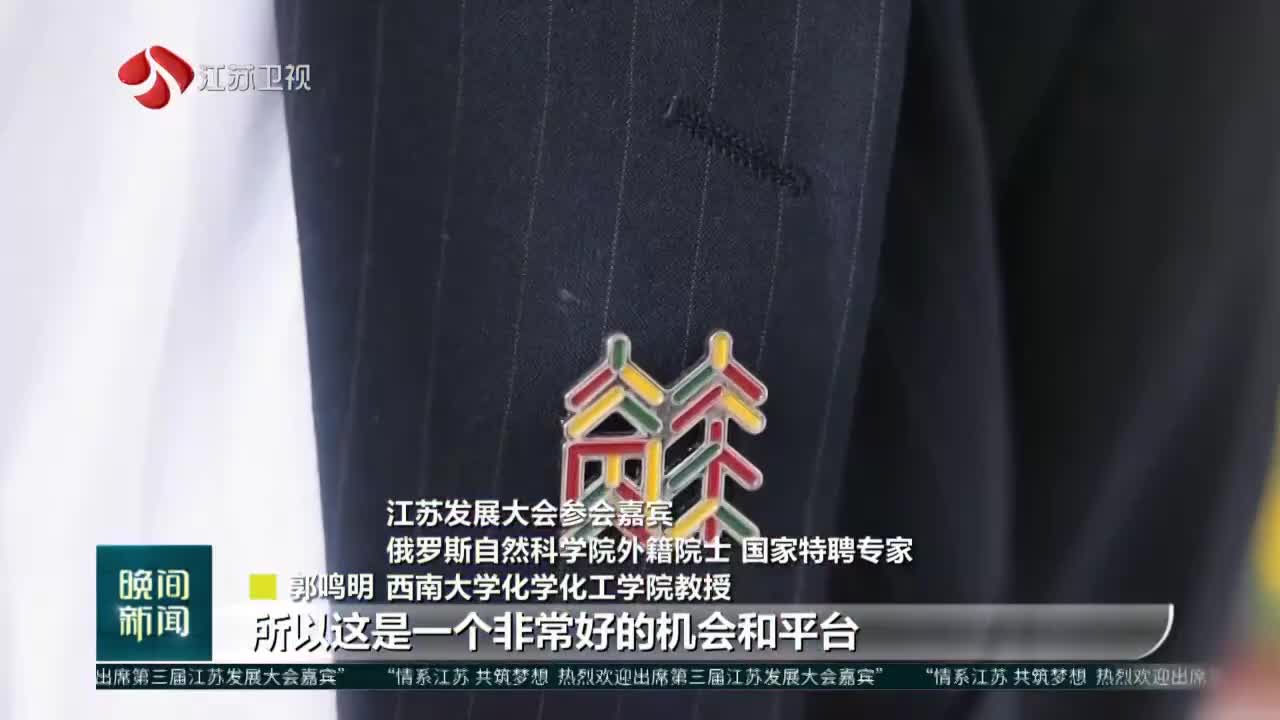 江苏卫视
江苏发展大会参会嘉宾
俄罗斯自然科学院外籍院士 国家特聘专家
郭鸣明 西南大学化学化工学院教授
晚间
新闻
所以这是一个非常好的机会和平台
出席第三届江苏发展大会嘉宾” “情系江苏 共筑梦想 热烈欢迎出席第三届江苏发展大会嘉宾” “情系江苏 共筑梦想 热烈欢迎出席第